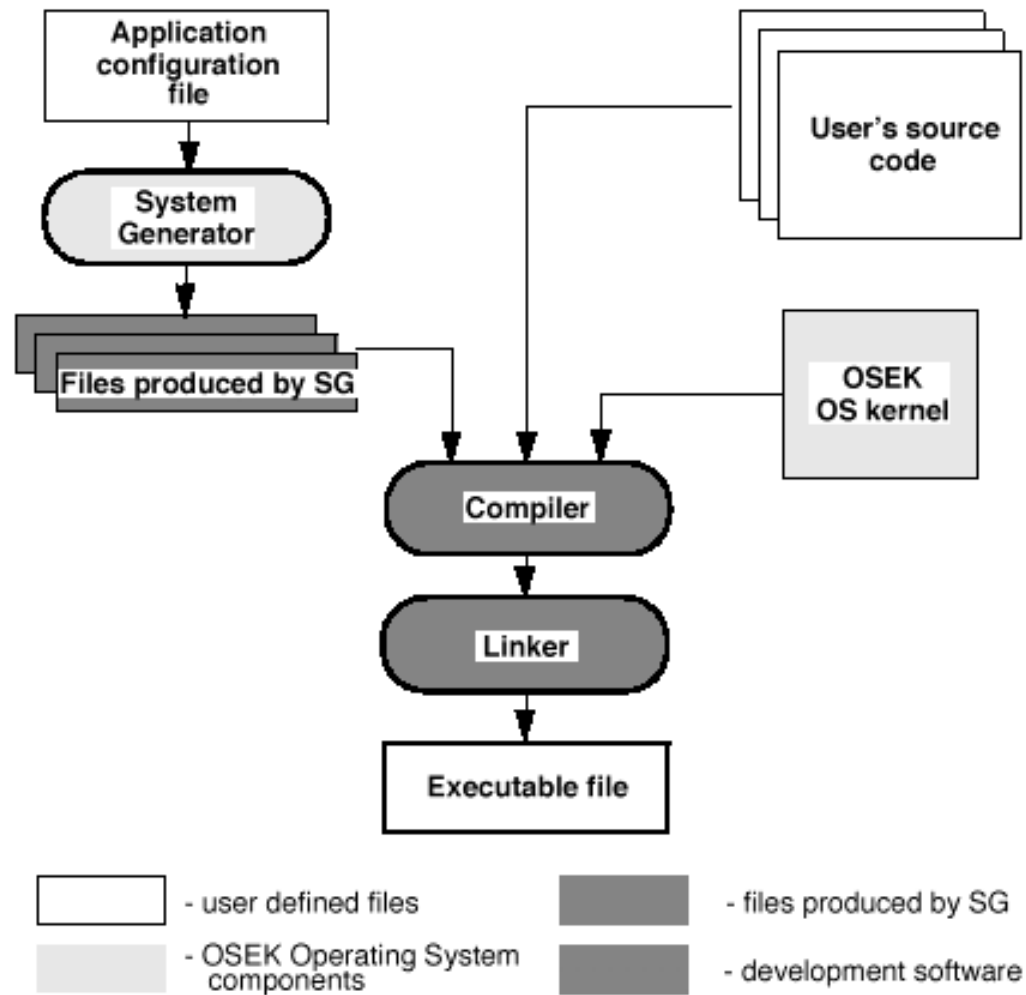 Application
configuration
file
User's source
code
System
Generator
Files produced by SG
OSEK
OS kernel
Compiler
Linker
Executable file
- user defined files
- files produced by SG
- OSEK Operating System
components
- development software